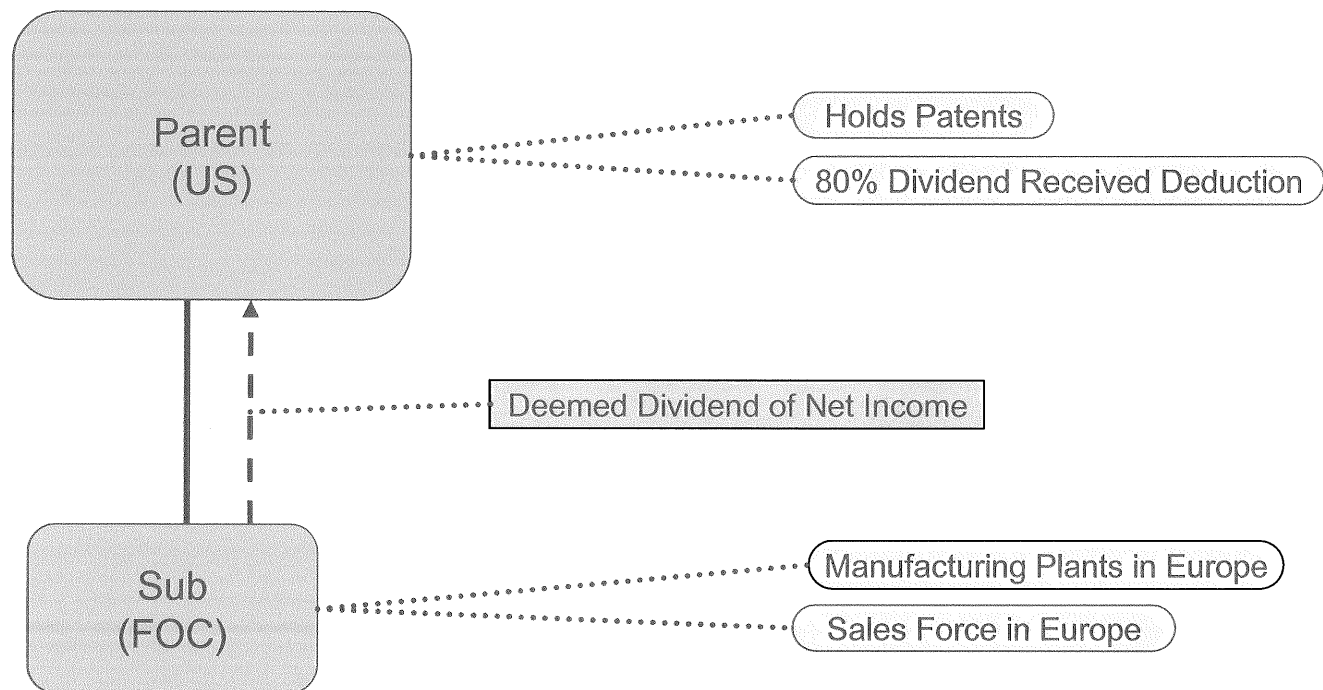 Parent
(US)
Holds Patents
80% Dividend Received Deduction
Deemed Dividend of Net Income
Sub
(FOC)
Manufacturing Plants in Europe
Sales Force in Europe